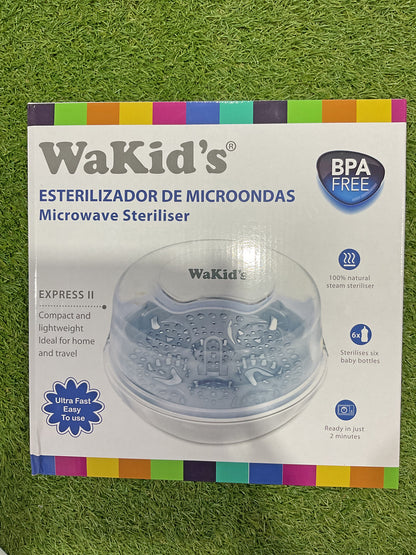 WaKid's®
BPA
FREE
ESTERILIZADOR DE MICROONDAS
Microwave Steriliser
WaKid's
EXPRESS II
Compact and
lightweight
Ideal for home
and travel
Ultra Fast
Easy
To use
100% natural
steam steriliser
6x
Sterilises six
baby bottles
Ready in just
2 minutes